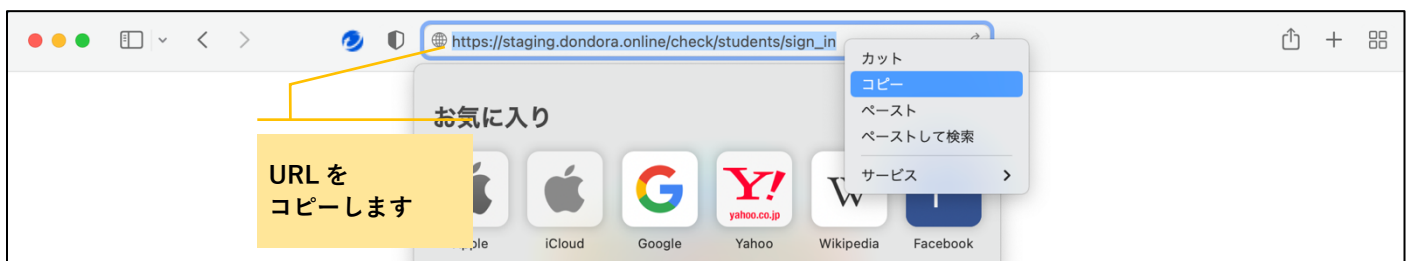 https://staging.dondora.online/check/students/sign_in
カット
コピー
ペースト
ペーストして検索
サービス
お気に入り
URL を
コピーします
G
Y!
yahoo.co.jp
W
iCloud
Google
Yahoo
Wikipedia
Facebook